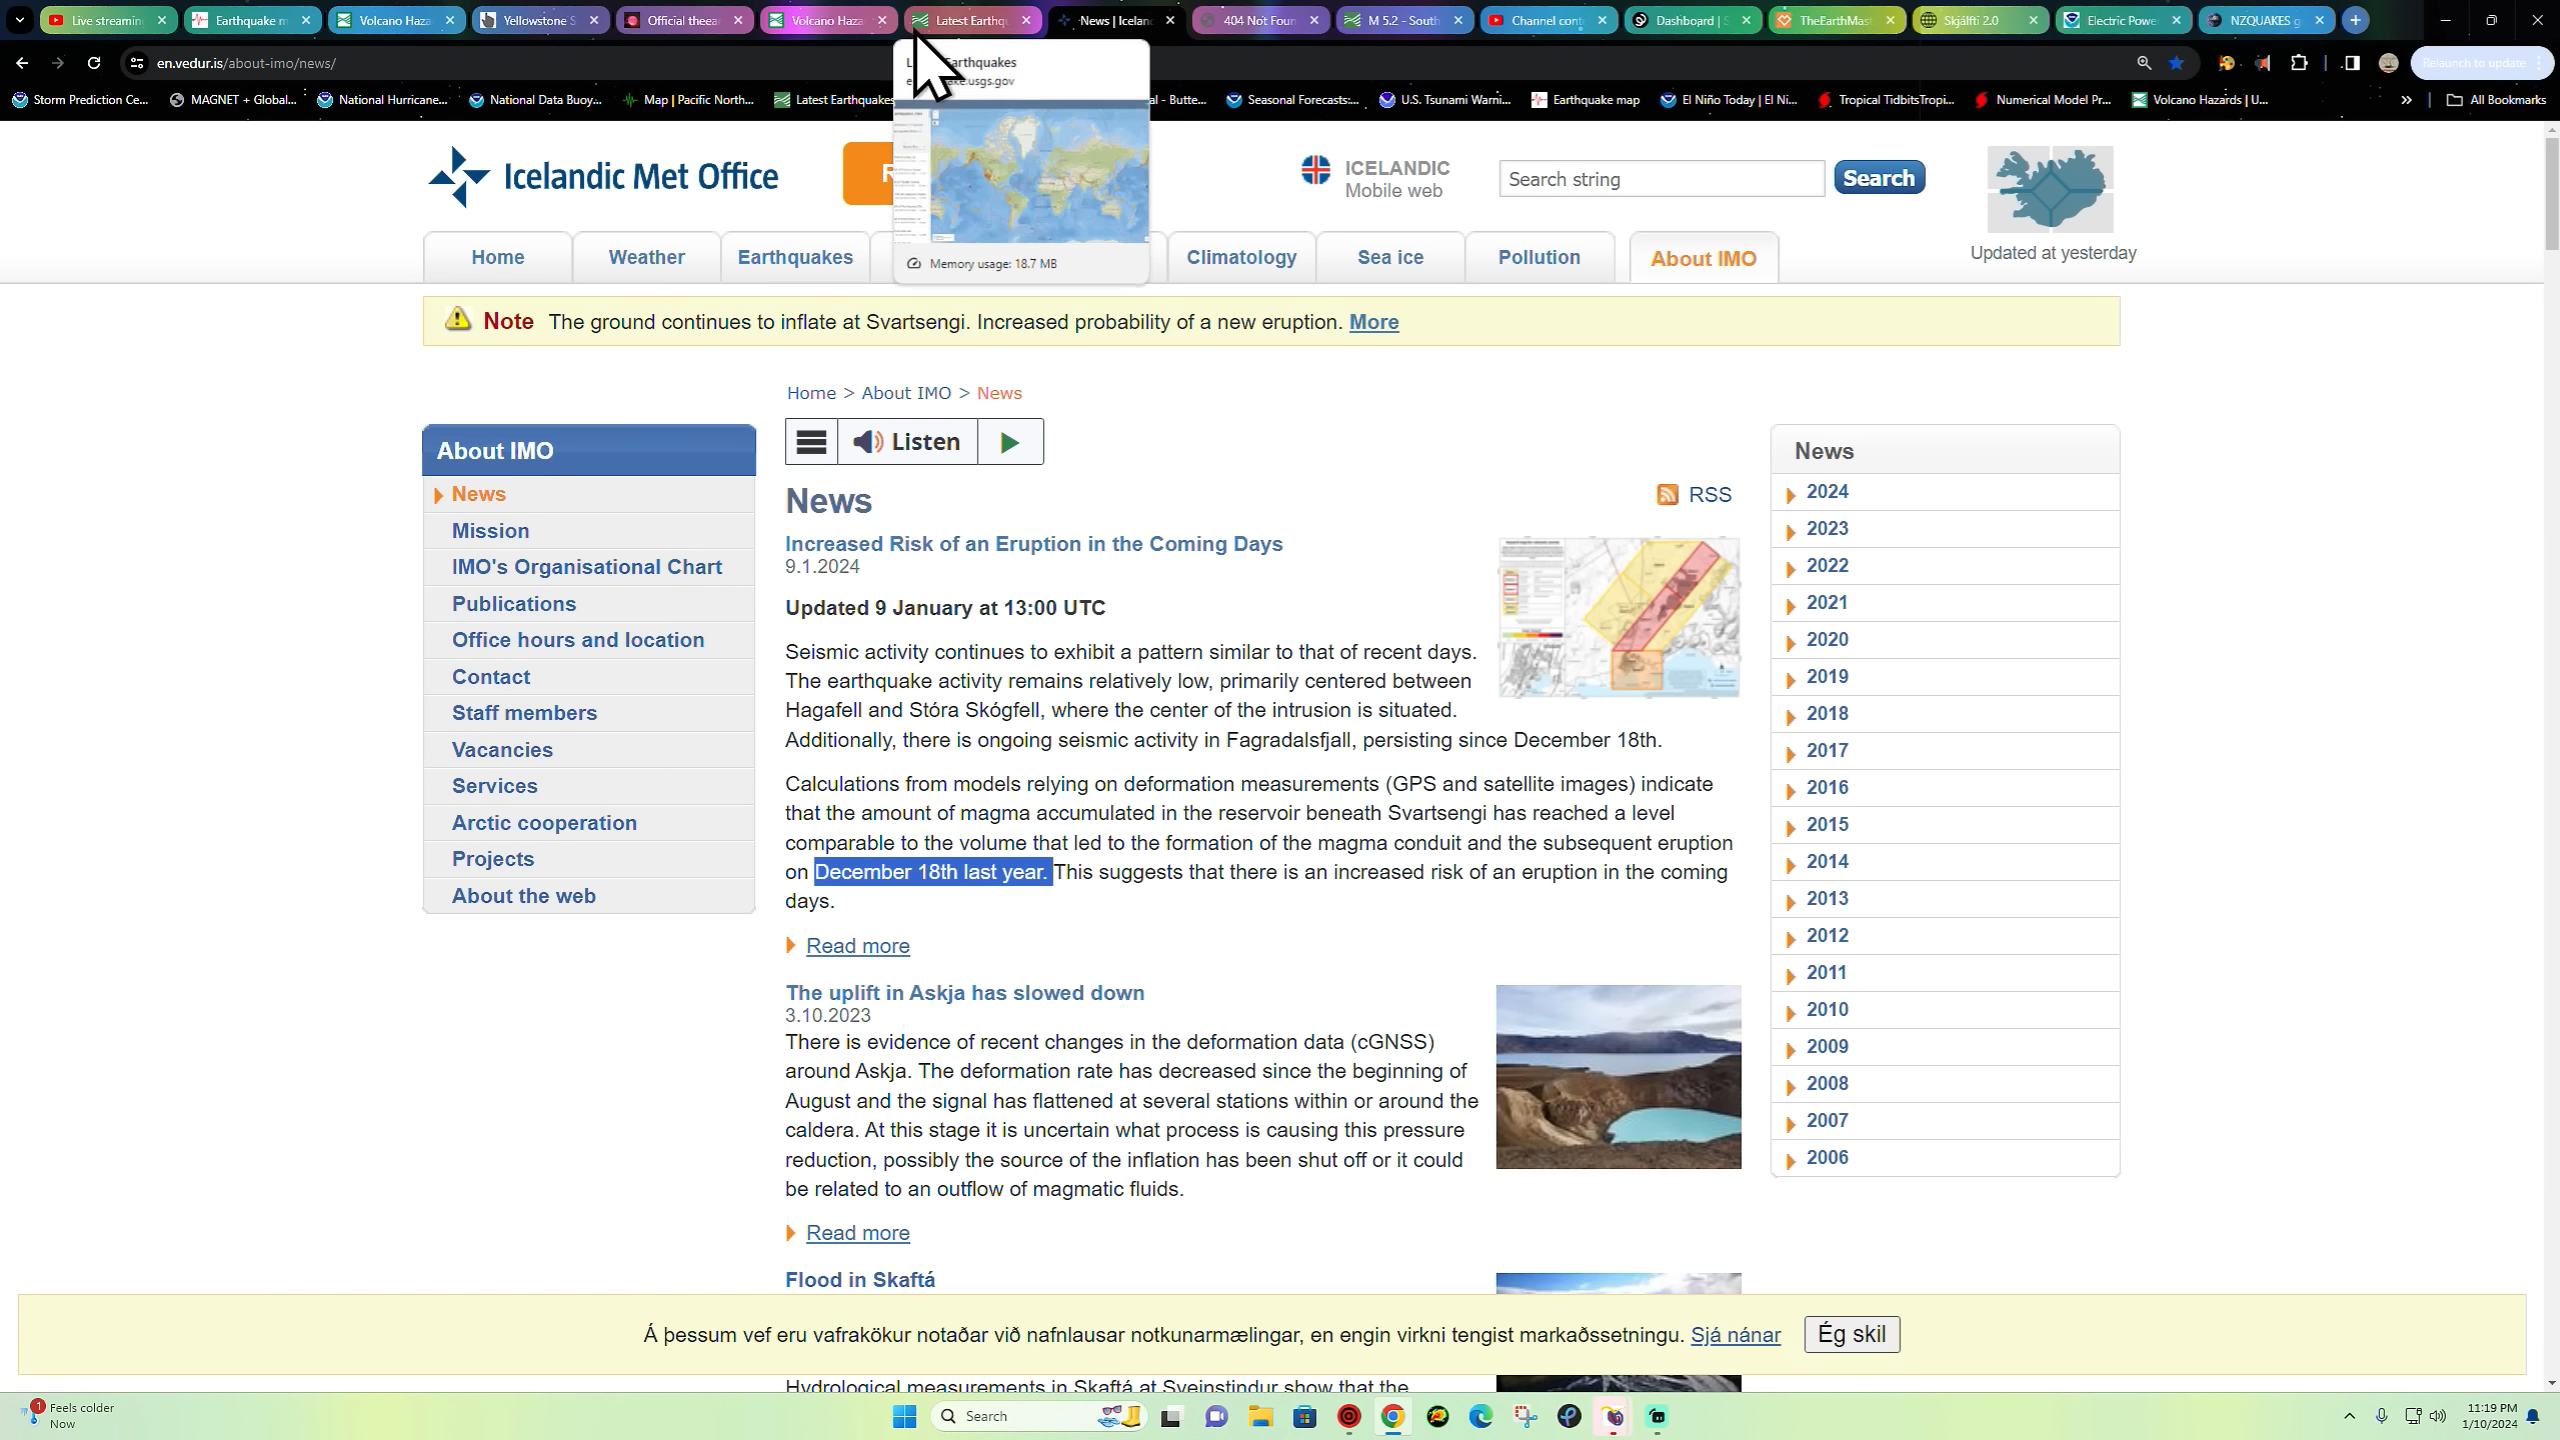 Live streamin
Earthquake m
Volcano Haza
Yellowstone S
Official theear
Volcano Haza
Latest Earthq
News | Icelan
404 Not Foun
M 5.2 - South
Channel cont
Dashboard | S
TheEarthMast
Skjálfti 2.0
Electric Powe
NZQUAKES g
en.vedur.is/about-imo/news/
Relaunch to update
Storm Prediction Ce...
MAGNET + Global...
National Hurricane...
National Data Buoy...
Map | Pacific North...
Latest Earthquakes
al - Butte...
Seasonal Forecasts:...
U.S. Tsunami Warni...
Earthquake map
El Niño Today | El Ni...
Tropical TidbitsTropi...
Numerical Model Pr...
Volcano Hazards | U...
All Bookmarks
Earthquakes
usgs.gov
Memory usage: 18.7 MB
Icelandic Met Office
ICELANDIC
Mobile web
Search string
Search
Updated at yesterday
Home
Weather
Earthquakes
Climatology
Sea ice
Pollution
About IMO
Note The ground continues to inflate at Svartsengi. Increased probability of a new eruption. More
Home > About IMO > News
Listen
About IMO
News
Mission
IMO's Organisational Chart
Publications
Office hours and location
Contact
Staff members
Vacancies
Services
Arctic cooperation
Projects
About the web
News
RSS
Increased Risk of an Eruption in the Coming Days
9.1.2024
Updated 9 January at 13:00 UTC
Seismic activity continues to exhibit a pattern similar to that of recent days.
The earthquake activity remains relatively low, primarily centered between
Hagafell and Stóra Skógfell, where the center of the intrusion is situated.
Additionally, there is ongoing seismic activity in Fagradalsfjall, persisting since December 18th.
Calculations from models relying on deformation measurements (GPS and satellite images) indicate
that the amount of magma accumulated in the reservoir beneath Svartsengi has reached a level
comparable to the volume that led to the formation of the magma conduit and the subsequent eruption
on December 18th last year. This suggests that there is an increased risk of an eruption in the coming
days.
Read more
The uplift in Askja has slowed down
3.10.2023
There is evidence of recent changes in the deformation data (cGNSS)
around Askja. The deformation rate has decreased since the beginning of
August and the signal has flattened at several stations within or around the
caldera. At this stage it is uncertain what process is causing this pressure
reduction, possibly the source of the inflation has been shut off or it could
be related to an outflow of magmatic fluids.
Read more
Flood in Skaftá
News
2024
2023
2022
2021
2020
2019
2018
2017
2016
2015
2014
2013
2012
2011
2010
2009
2008
2007
2006
Á þessum vef eru vafrakökur notaðar við nafnlausar notkunarmælingar, en engin virkni tengist markaðssetningu. Sjá nánar
Ég skil
Hydrological measurements in Skaftá at Sveinstindur show that the
1
Feels colder
Now
Search
11:19 PM
1/10/2024